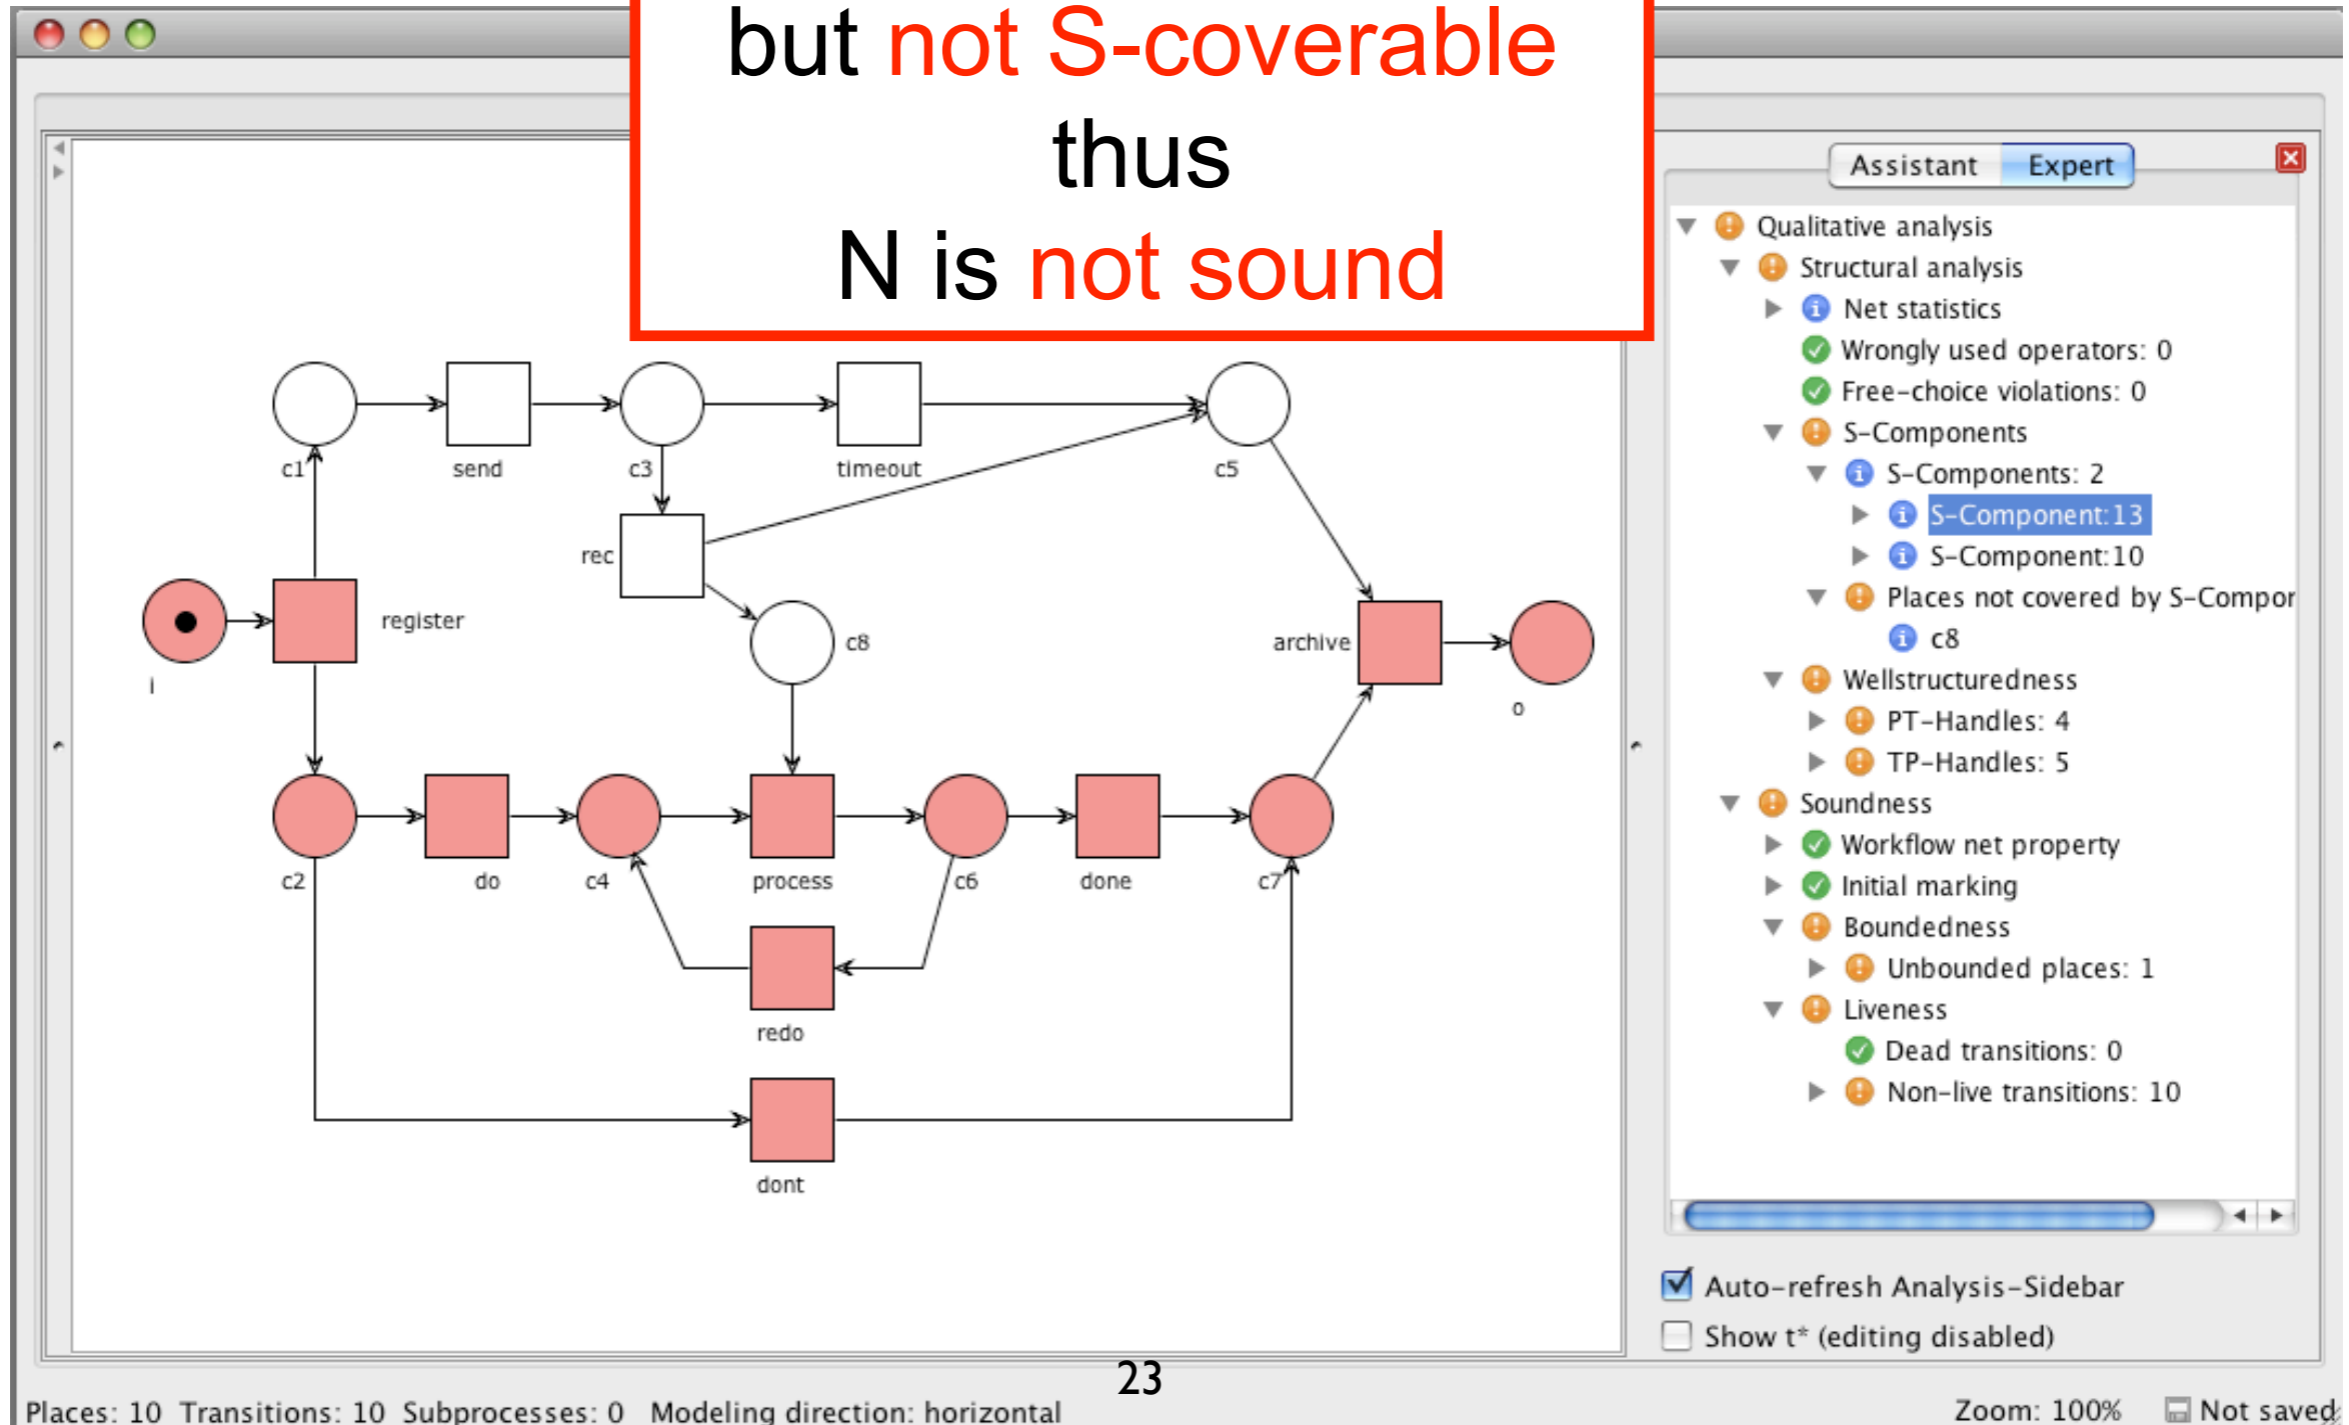 but not S-coverable
thus
N is not sound
Assistant Expert
Qualitative analysis
Structural analysis
Net statistics
Wrongly used operators: 0
Free-choice violations: 0
S-Components
S-Components: 2
S-Component:13
S-Component:10
Places not covered by S-Compor
c8
Wellstructuredness
PT-Handles: 4
TP-Handles: 5
Soundness
Workflow net property
Initial marking
Boundedness
Unbounded places: 1
Liveness
Dead transitions: 0
Non-live transitions: 10
Auto-refresh Analysis-Sidebar
Show t* (editing disabled)
c1 send c3 timeout c5
rec
i register c8 archive o
c2 do c4 process c6 done c7
redo
dont
23
Places: 10 Transitions: 10 Subprocesses: 0 Modeling direction: horizontal Zoom: 100% Not saved